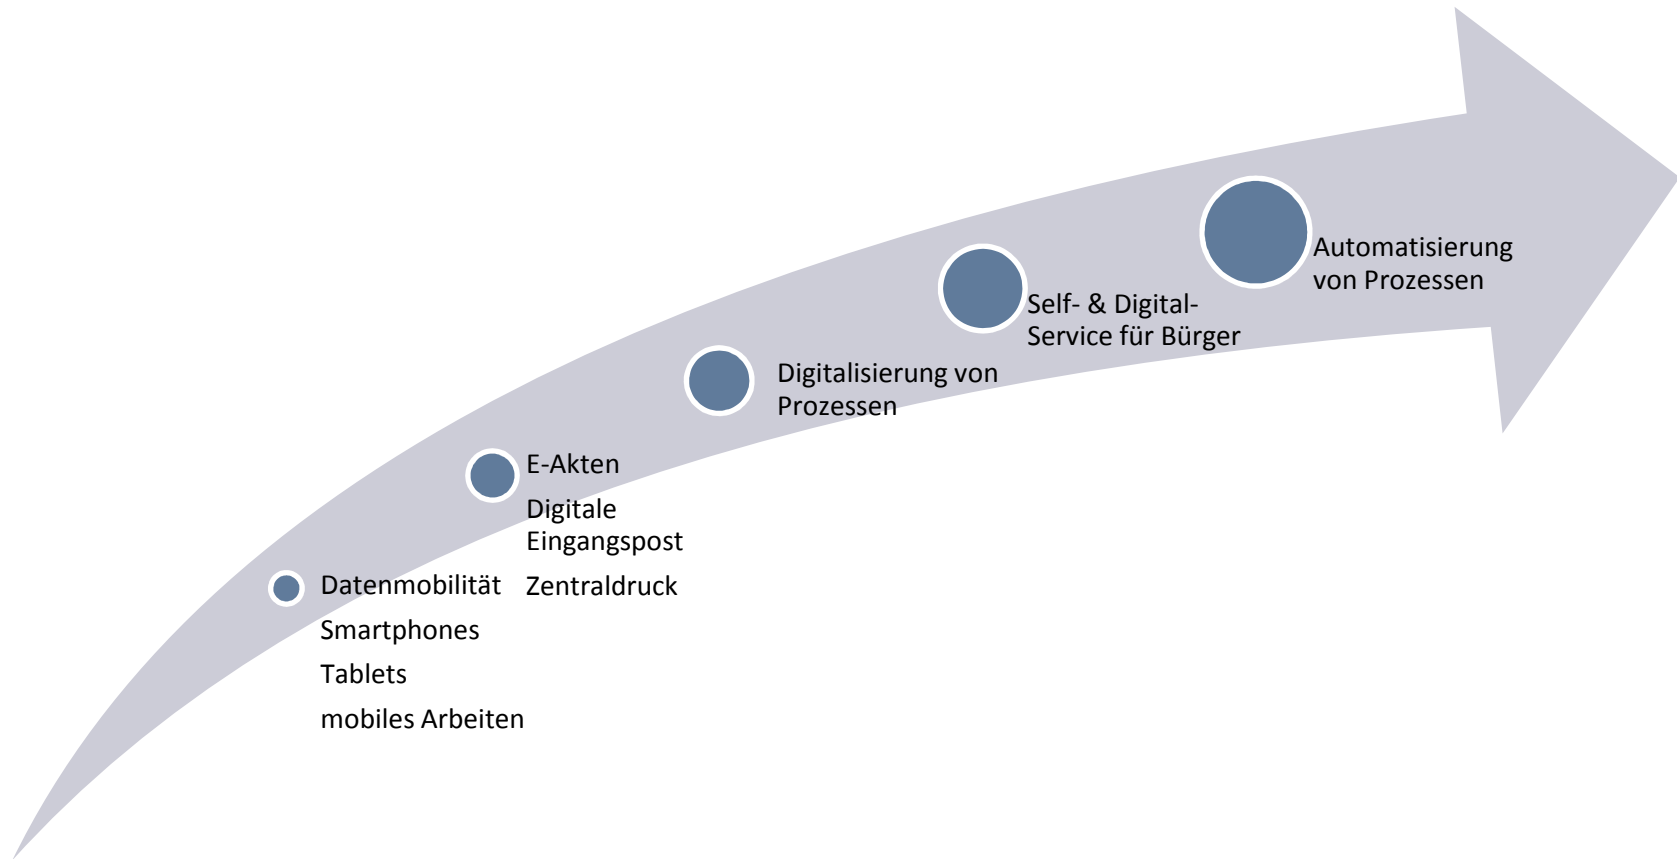 Datenmobilität
Smartphones
Tablets
mobiles Arbeiten
E-Akten
Digitale
Eingangspost
Zentraldruck
Digitalisierung von
Prozessen
Self- & Digital-
Service für Bürger
Automatisierung
von Prozessen